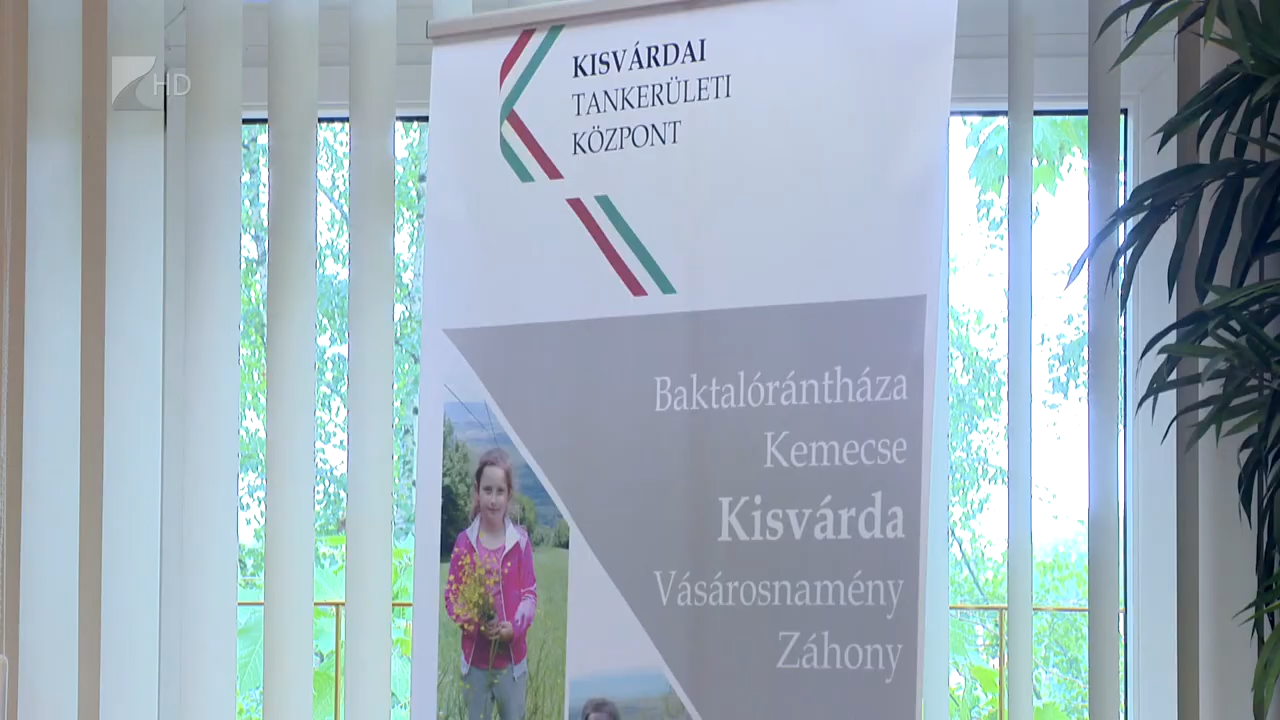 HD
KISVÁRDAI
TANKERÜLETI
KÖZPONT
Baktalórántháza
Kemecse
Kisvárda
Vásárosnamény
Záhony